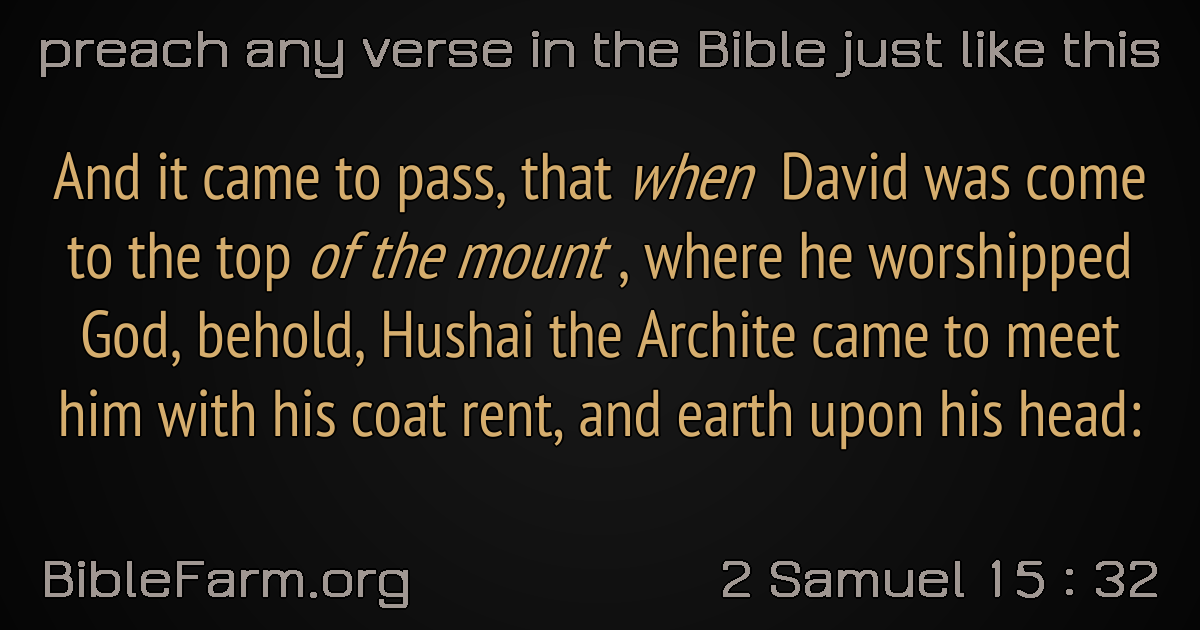 preach any verse in the Bible just like this
And it came to pass, that when David was come
to the top of the mount , where he worshipped
God, behold, Hushai the Archite came to meet
him with his coat rent, and earth upon his head:
BibleFarm.org
2 Samuel 15 : 32